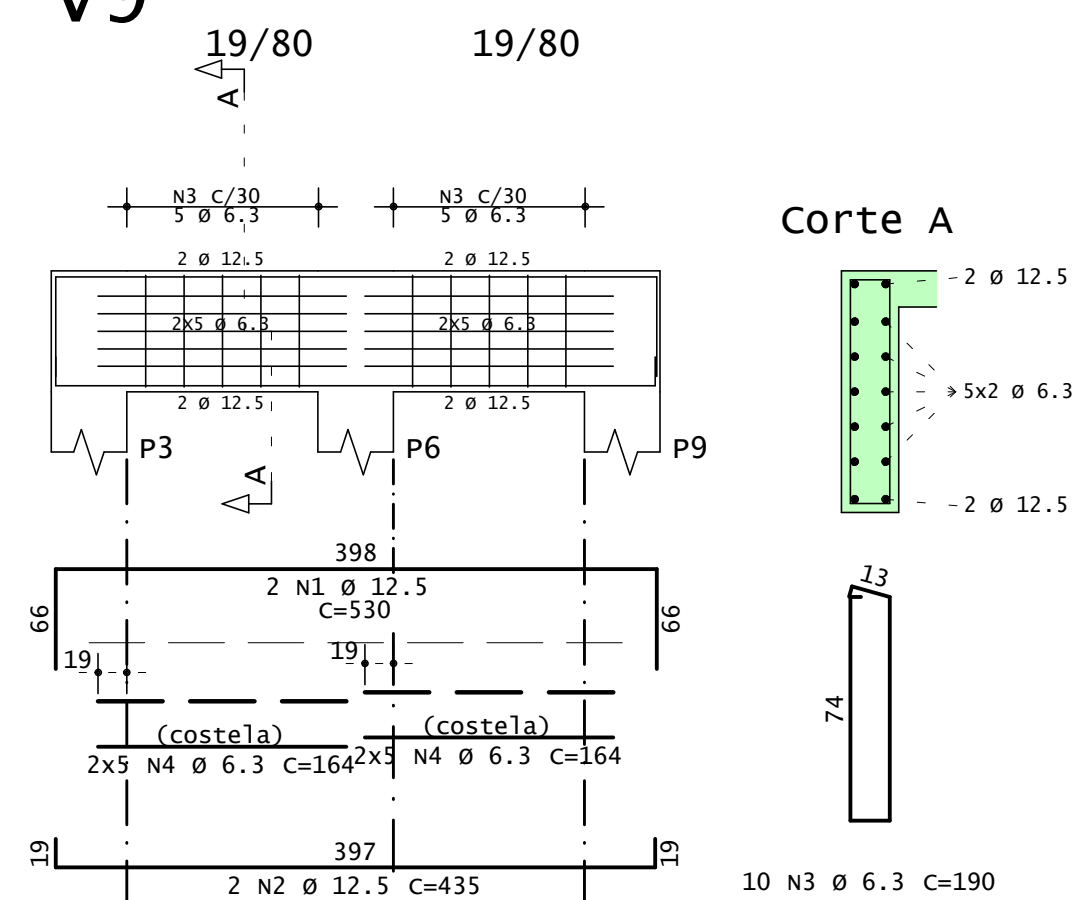 V9
19/80
19/80
A
N3 C/30
5 Ø 6.3
N3 C/30
5 Ø 6.3
2 Ø 12.5
2 Ø 12.5
2x5 Ø 6.3
2x5 Ø 6.3
2 Ø 12.5
2 Ø 12.5
P3
P6
P9
A
Corte A
2 Ø 12.5
5x2 Ø 6.3
2 Ø 12.5
398
2 N1 Ø 12.5
C=530
66
66
19
19
(costela)
2x5 N4 Ø 6.3 C=164
(costela)
2x5 N4 Ø 6.3 C=164
19
397
19
2 N2 Ø 12.5 C=435
13
74
10 N3 Ø 6.3 C=190